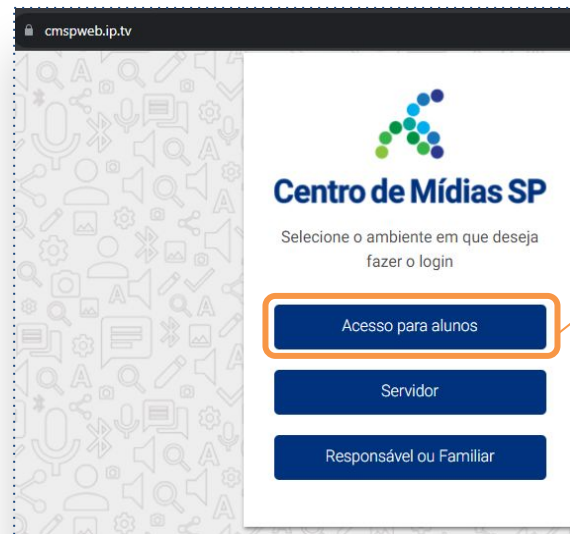 cmspweb.ip.tv
Centro de Mídias SP
Selecione o ambiente em que deseja
fazer o login
Acesso para alunos
Servidor
Responsável ou Familiar